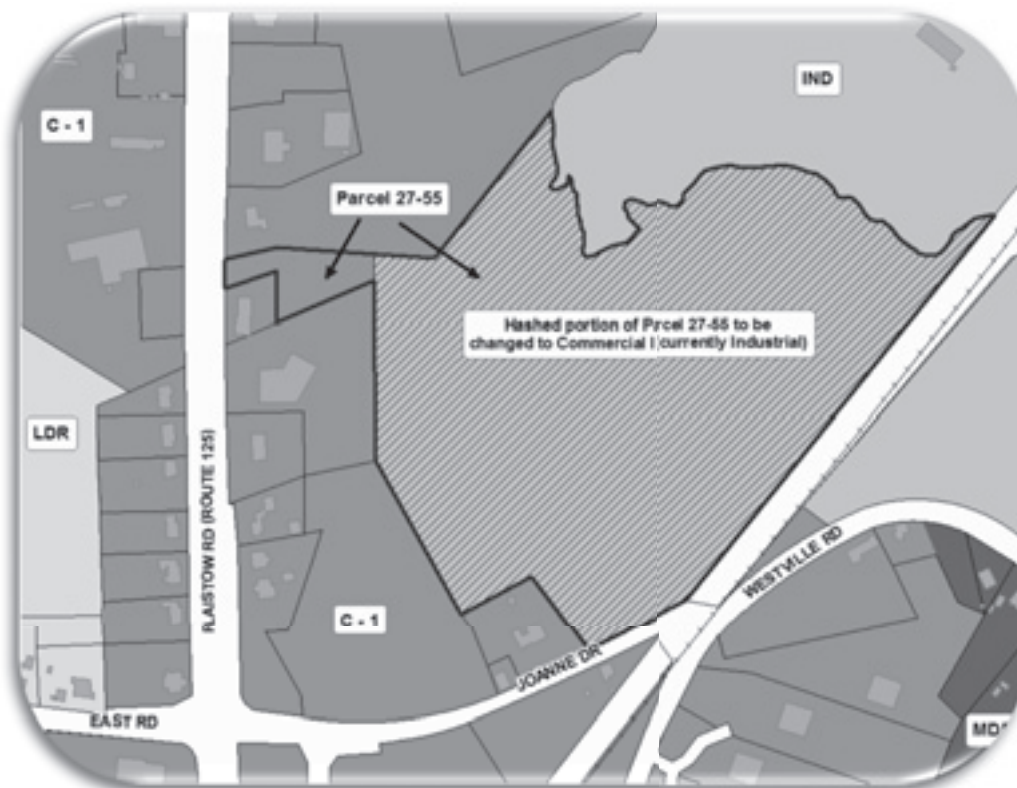 IND
C - 1
Parcel 27-55
Hashed portion of Prcel 27-55 to be
changed to Commercial I (currently Industrial)
LDR
PLAISTOW RD (ROUTE 125)
WESTVILLE RD
C - 1
JOANNE DR
EAST RD